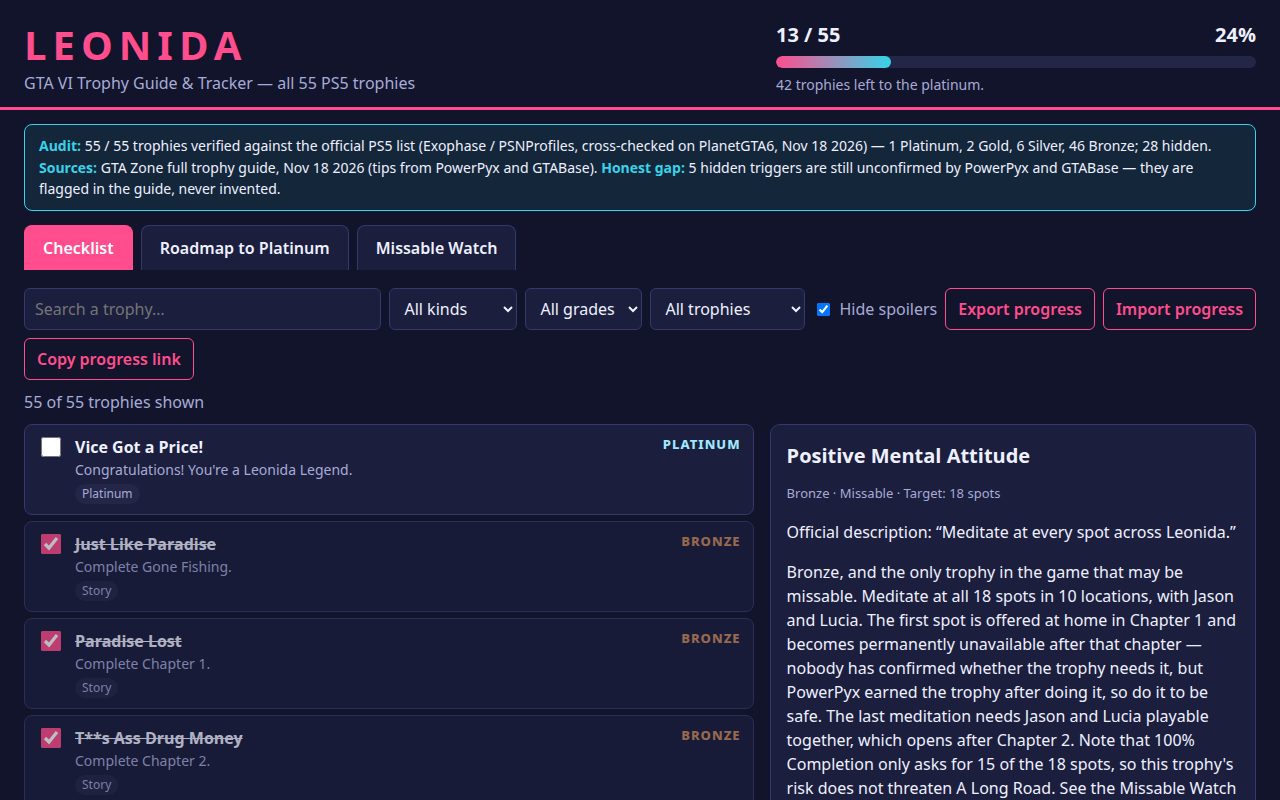 LEONIDA
GTA VI Trophy Guide & Tracker — all 55 PS5 trophies
13 / 55
24%
42 trophies left to the platinum.
Audit: 55 / 55 trophies verified against the official PS5 list (Exophase / PSNProfiles, cross-checked on PlanetGTA6, Nov 18 2026) — 1 Platinum, 2 Gold, 6 Silver, 46 Bronze; 28 hidden.
Sources: GTA Zone full trophy guide, Nov 18 2026 (tips from PowerPyx and GTABase). Honest gap: 5 hidden triggers are still unconfirmed by PowerPyx and GTABase — they are
flagged in the guide, never invented.
Checklist
Roadmap to Platinum
Missable Watch
Search a trophy...
All kinds
All grades
All trophies
Hide spoilers
Export progress
Import progress
Copy progress link
55 of 55 trophies shown
Vice Got a Price!
PLATINUM
Congratulations! You're a Leonida Legend.
Platinum
Just Like Paradise
BRONZE
Complete Gone Fishing.
Story
Paradise Lost
BRONZE
Complete Chapter 1.
Story
T**s Ass Drug Money
BRONZE
Complete Chapter 2.
Story
Positive Mental Attitude
Bronze · Missable · Target: 18 spots
Official description: “Meditate at every spot across Leonida.”
Bronze, and the only trophy in the game that may be
missable. Meditate at all 18 spots in 10 locations, with Jason
and Lucia. The first spot is offered at home in Chapter 1 and
becomes permanently unavailable after that chapter —
nobody has confirmed whether the trophy needs it, but
PowerPyx earned the trophy after doing it, so do it to be
safe. The last meditation needs Jason and Lucia playable
together, which opens after Chapter 2. Note that 100%
Completion only asks for 15 of the 18 spots, so this trophy's
risk does not threaten A Long Road. See the Missable Watch